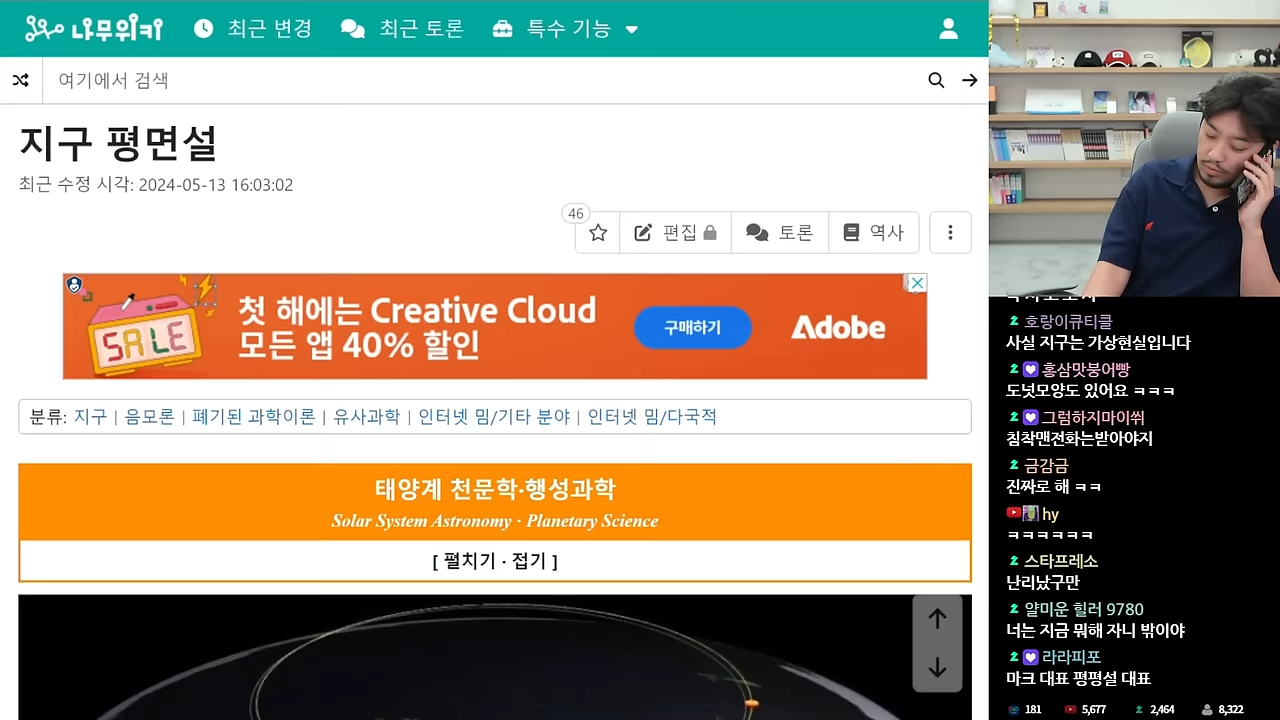 나무위키 최근 변경 최근 토론 특수 기능
여기에서 검색
지구 평면설
최근 수정 시각: 2024-05-13 16:03:02
46
편집 토론 역사
SALE
첫 해에는 Creative Cloud
모든 앱 40% 할인
구매하기
Adobe
분류: 지구 | 음모론 | 폐기된 과학이론 | 유사과학 | 인터넷 밈/기타 분야 | 인터넷 밈/다국적
태양계 천문학·행성과학
Solar System Astronomy · Planetary Science
[ 펼치기 · 접기 ]
호랑이큐티클
사실 지구는 가상현실입니다
홍삼맛붕어빵
도넛모양도 있어요 ㅋㅋㅋ
그럼하지마이쒸
침착맨전화는받아야지
금감금
진짜로 해 ㅋㅋ
hy
ㅋㅋㅋㅋㅋㅋ
스타프레소
난리났구만
얄미운 힐러 9780
너는 지금 뭐해 자니 밖이야
라라피포
마크 대표 평평설 대표
181 5,677 2,464 8,322